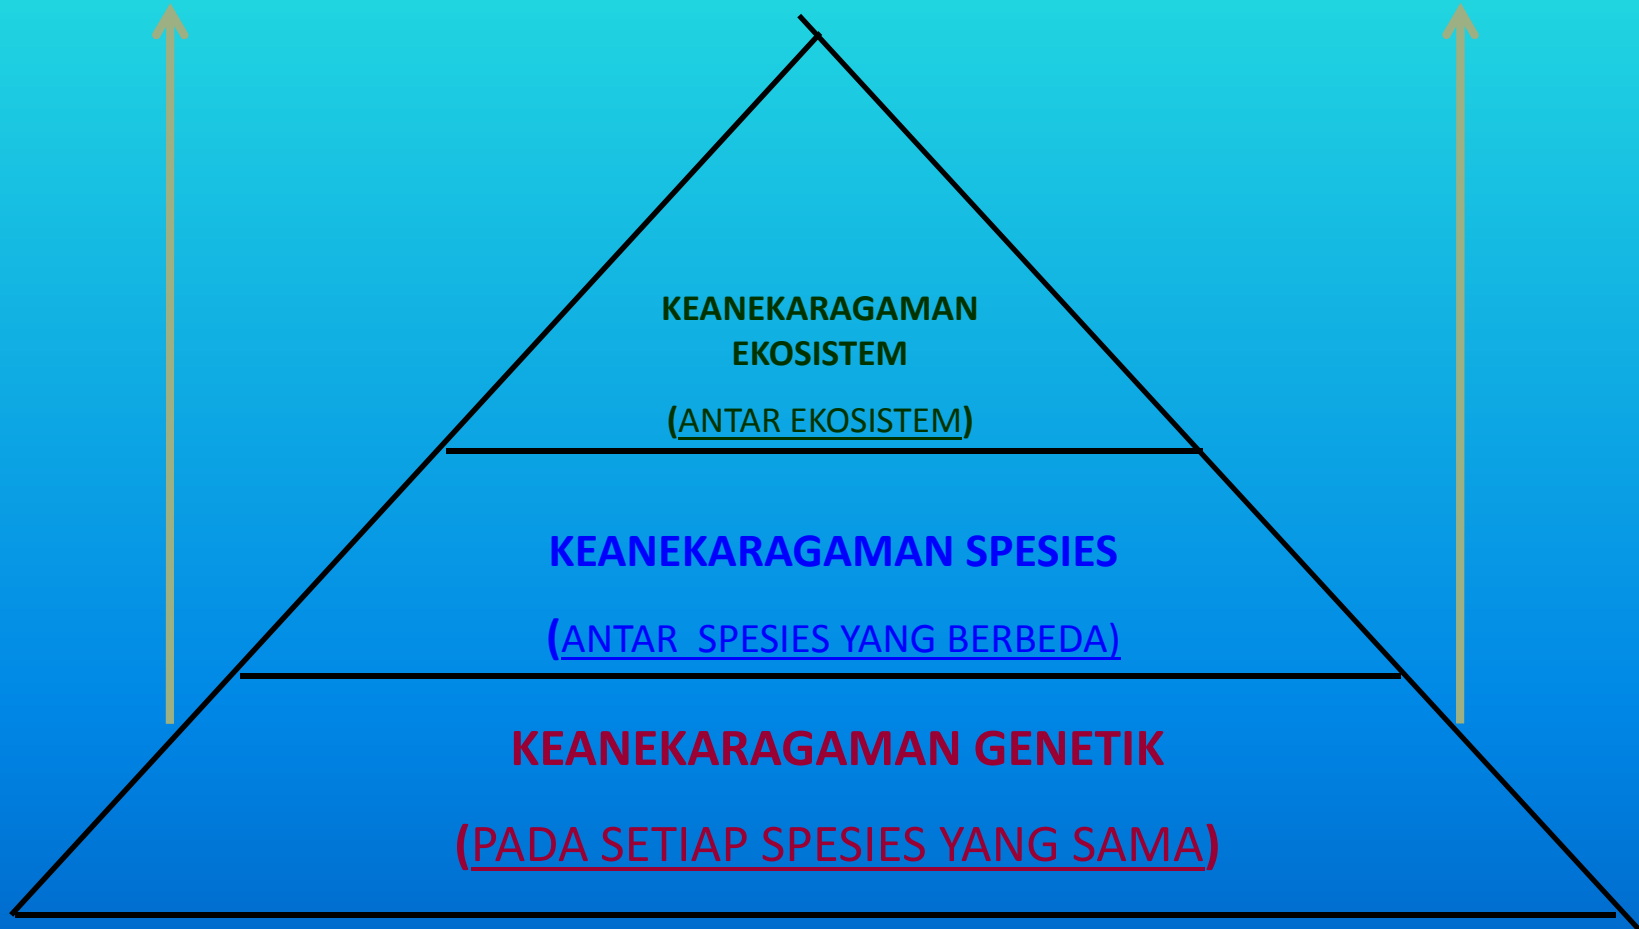 KEANEKARAGAMAN
EKOSISTEM
(ANTAR EKOSISTEM)
KEANEKARAGAMAN SPESIES
(ANTAR  SPESIES YANG BERBEDA)
KEANEKARAGAMAN GENETIK
(PADA SETIAP SPESIES YANG SAMA)